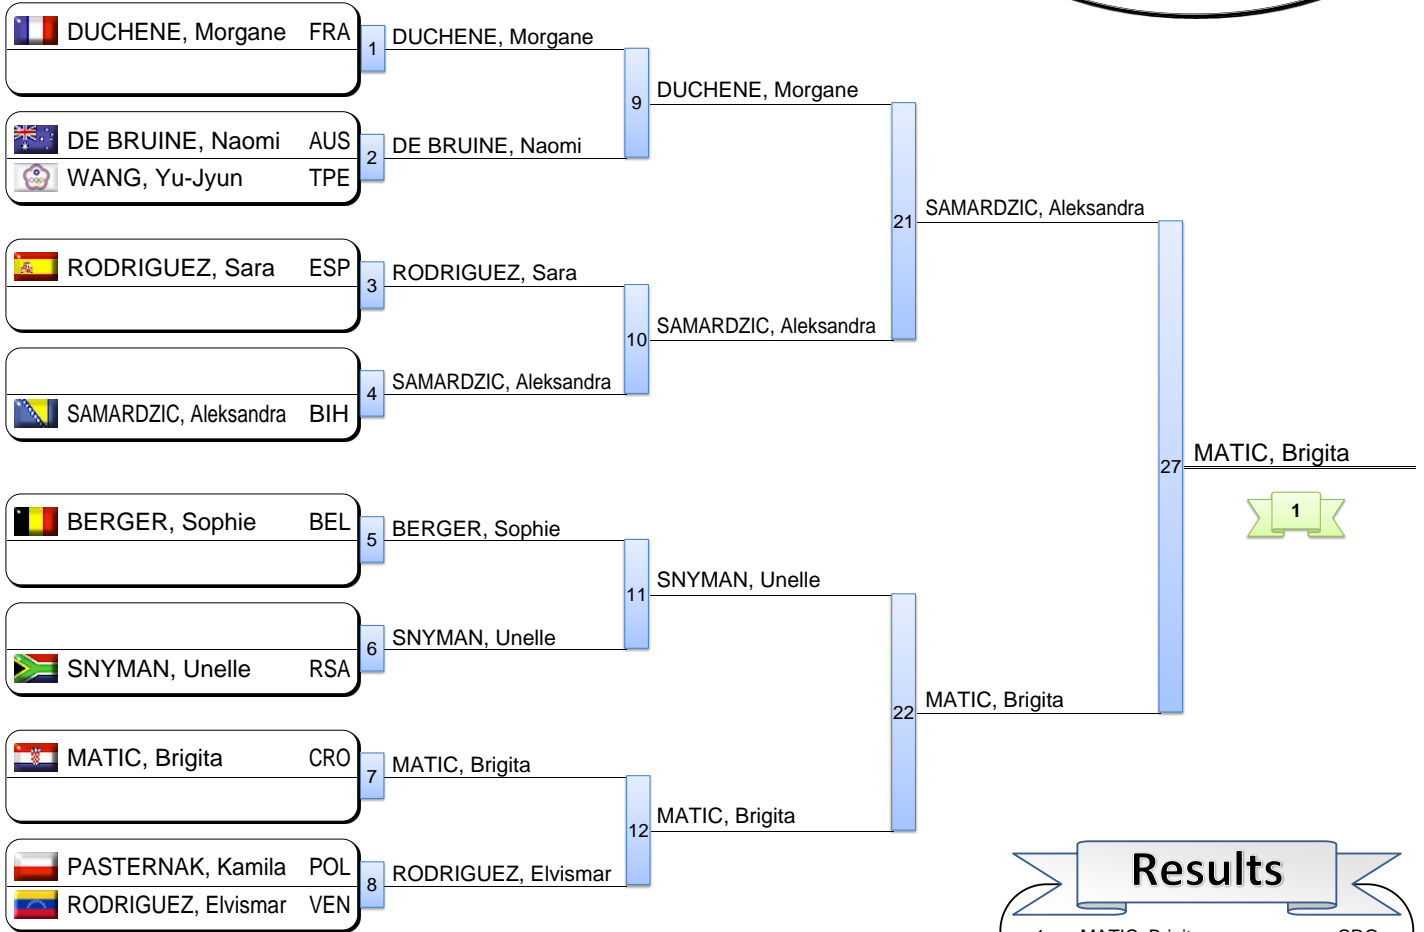 DUCHENE, Morgane FRA
1
DUCHENE, Morgane
DE BRUINE, Naomi AUS
WANG, Yu-Jyun TPE
2
DE BRUINE, Naomi
9
DUCHENE, Morgane
RODRIGUEZ, Sara ESP
3
RODRIGUEZ, Sara
SAMARDZIC, Aleksandra BIH
4
SAMARDZIC, Aleksandra
10
SAMARDZIC, Aleksandra
21
SAMARDZIC, Aleksandra
BERGER, Sophie BEL
5
BERGER, Sophie
SNYMAN, Unelle RSA
6
SNYMAN, Unelle
11
SNYMAN, Unelle
MATIC, Brigita CRO
7
MATIC, Brigita
PASTERNAK, Kamila POL
RODRIGUEZ, Elvismar VEN
8
RODRIGUEZ, Elvismar
12
MATIC, Brigita
22
MATIC, Brigita
27
MATIC, Brigita
1
Results